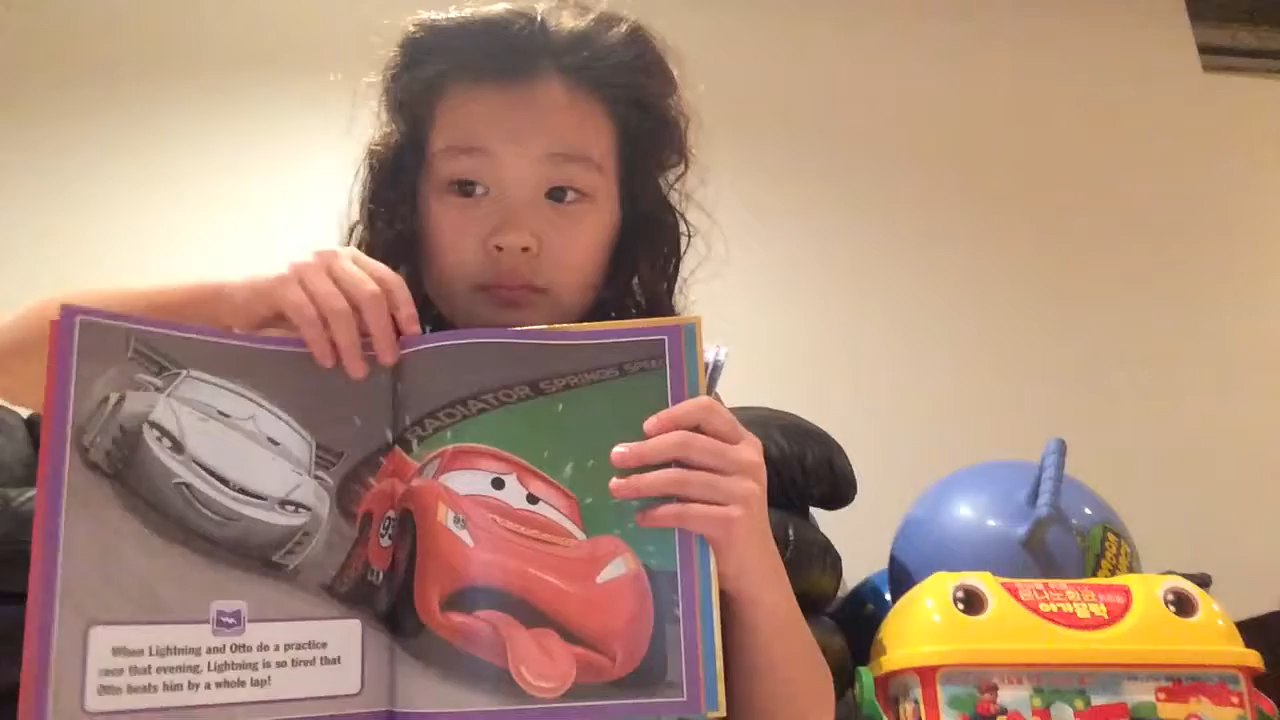 RADIATOR SPRINGS SPEE
95
When Lightning and Otto do a practice
race that evening, Lightning is so tired that
Otto beats him by a whole lap!